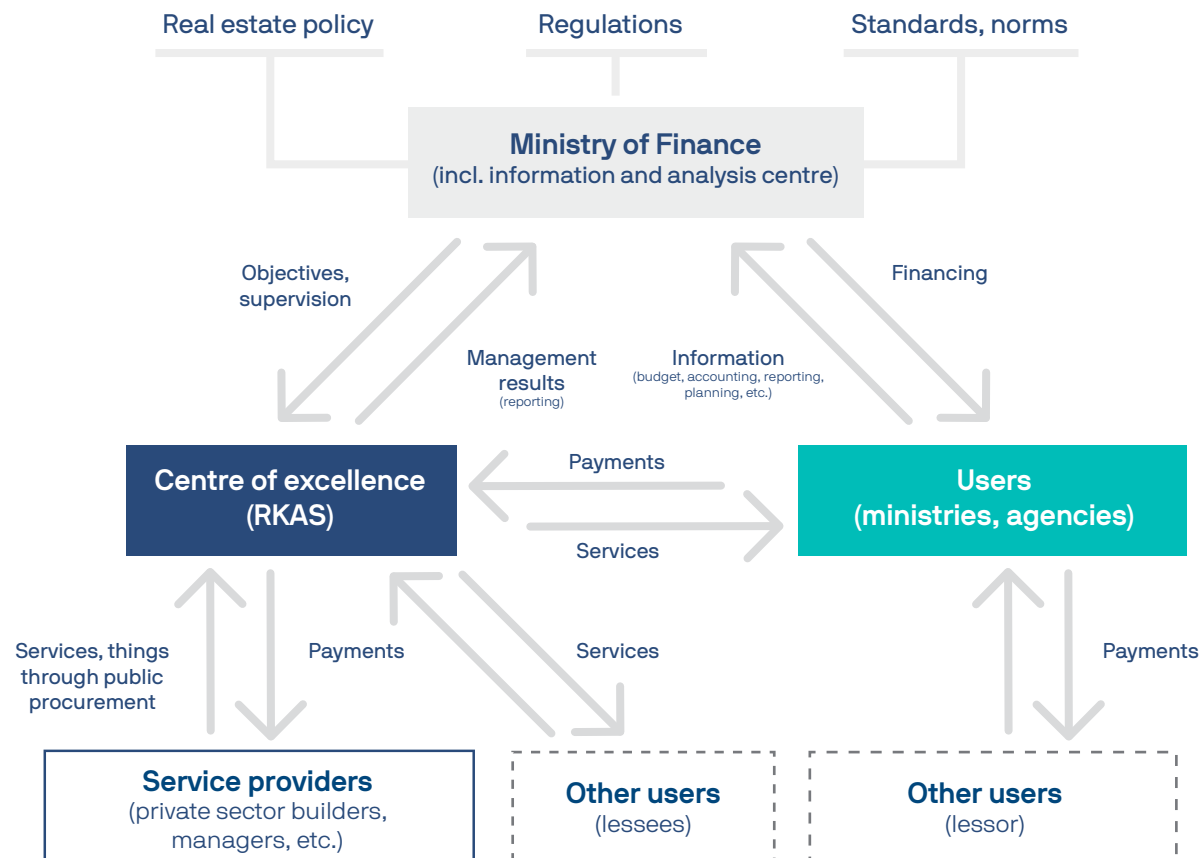 Real estate policy
Regulations
Standards, norms
Ministry of Finance
(incl. information and analysis centre)
Objectives,
supervision
Financing
Management
results
(reporting)
Information
(budget, accounting, reporting,
planning, etc.)
Centre of excellence
(RKAS)
Payments
Services
Users
(ministries, agencies)
Services, things
through public
procurement
Payments
Services
Payments
Service providers
(private sector builders,
managers, etc.)
Other users
(lessees)
Other users
(lessor)